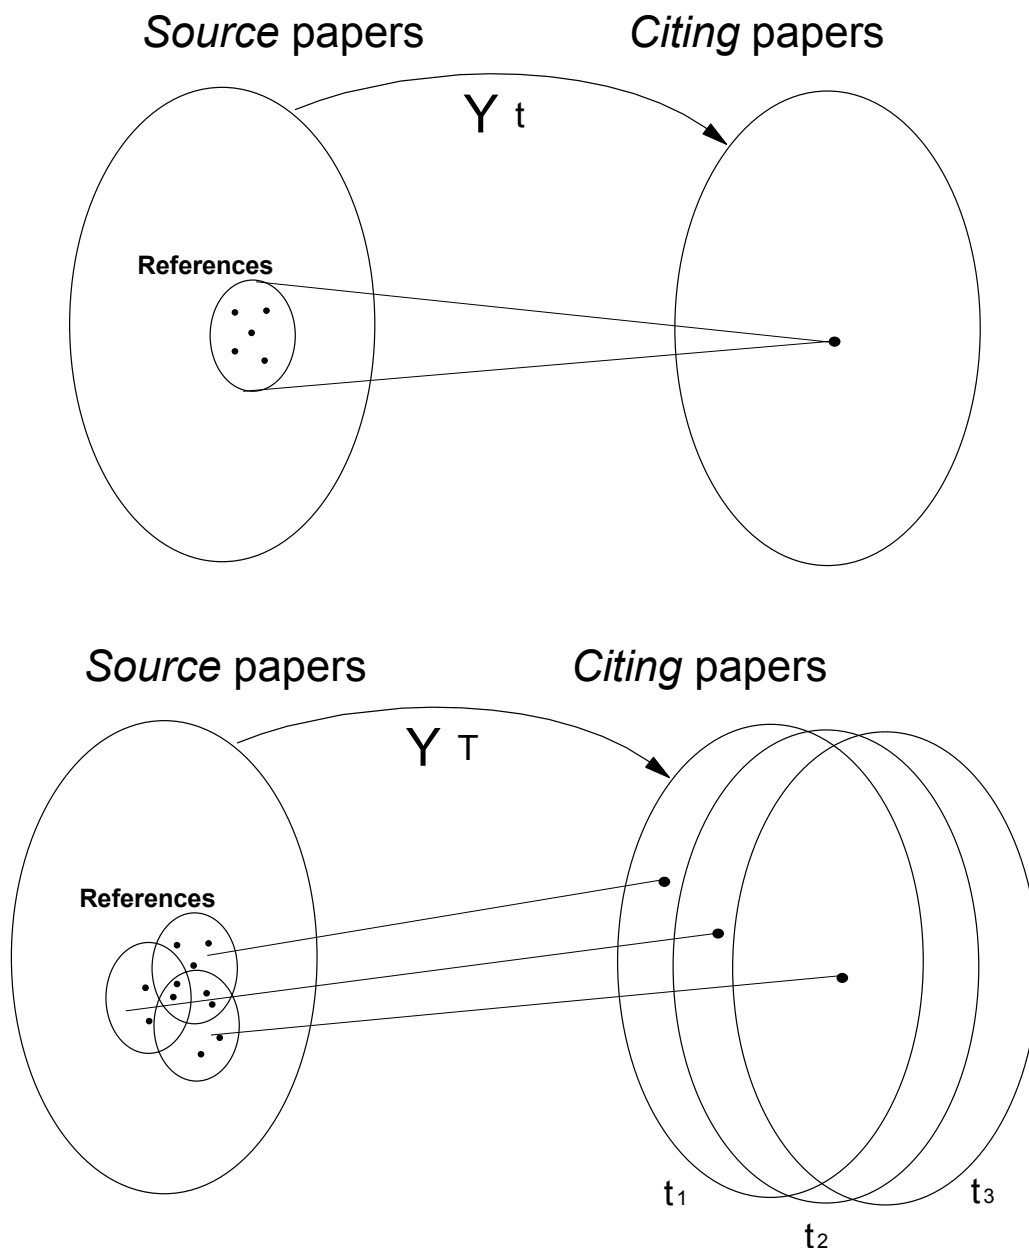 Source papers Citing papers
Y t
References
Source papers Citing papers
Y T
References
t1 t3
t2